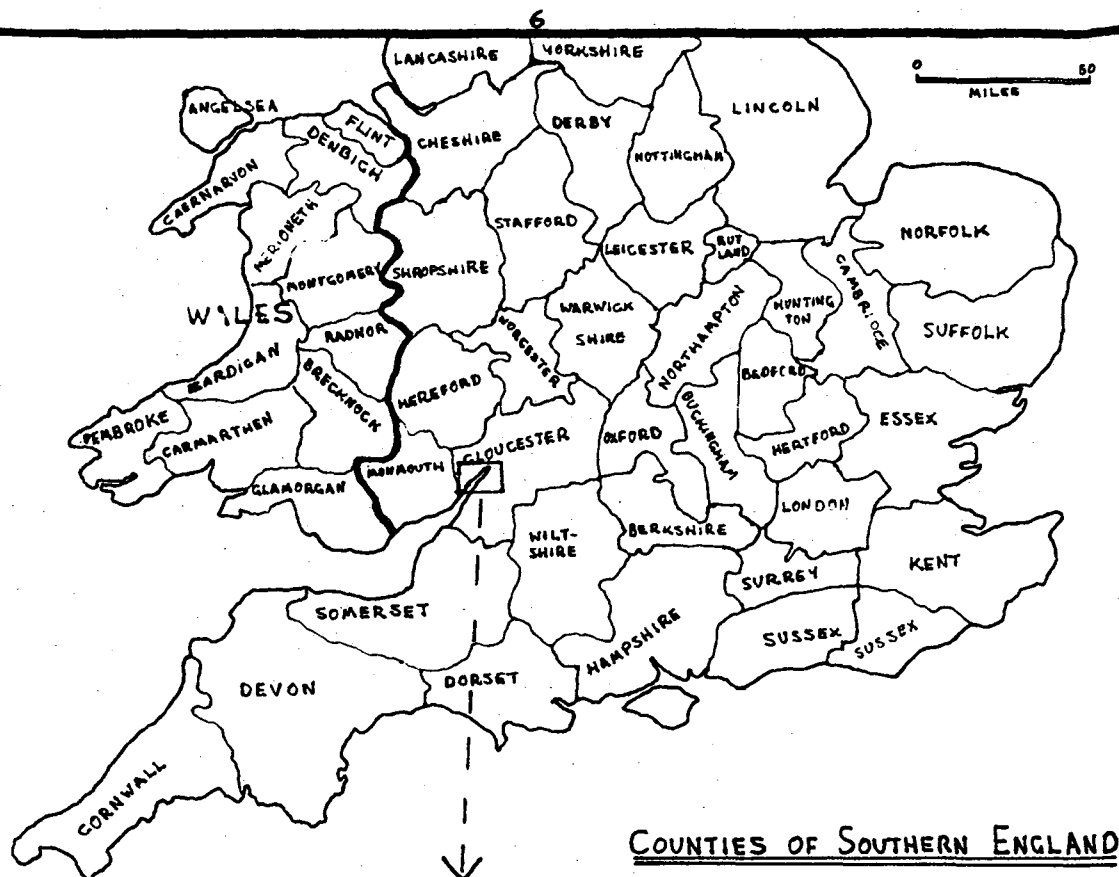 6
LANCASHIRE
YORKSHIRE
0 50
MILES
ANGELSEA
FLINT
DENBIGH
CHESHIRE
DERBY
LINCOLN
NOTTINGHAM
CAERNARVON
MERIONETH
STAFFORD
LEICESTER
RUT
LAND
NORFOLK
MONTGOMERY
SHROPSHIRE
WARWICK
SHIRE
NORTHAMPTON
HUNTING
TON
CAMBRIDGE
SUFFOLK
WALES
RADNOR
WORCESTER
BEDFORD
CARDIGAN
BRECKNOCK
HEREFORD
BUCKINGHAM
PEMBROKE
CARMARTHEN
GLOUCESTER
OXFORD
HERTFORD
ESSEX
GLAMORGAN
MONMOUTH
LONDON
WILT-
SHIRE
BERKSHIRE
SURREY
KENT
SOMERSET
HAMPSHIRE
SUSSEX
SUSSEX
DEVON
DORSET
CORNWALL
COUNTIES OF SOUTHERN ENGLAND